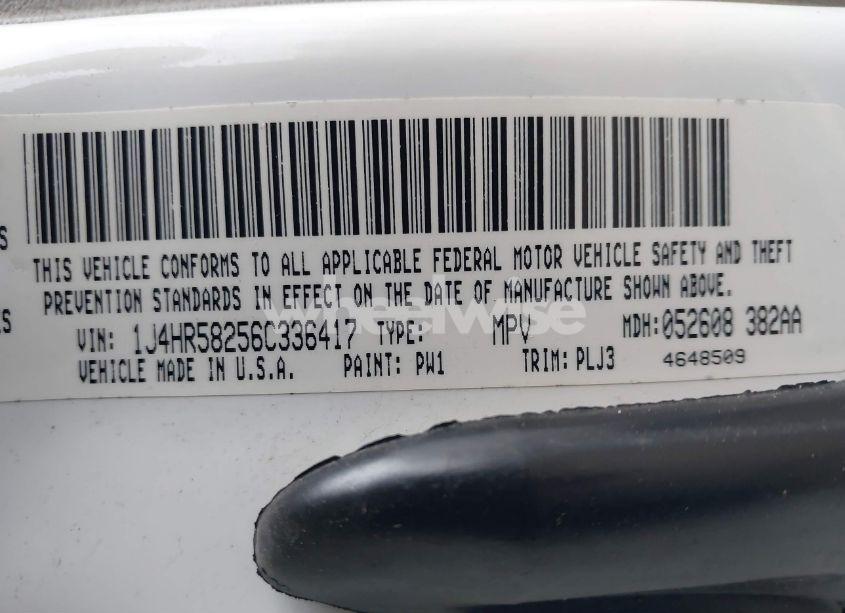 S
THIS VEHICLE CONFORMS TO ALL APPLICABLE FEDERAL MOTOR VEHICLE SAFETY AND THEFT
PREVENTION STANDARDS IN EFFECT ON THE DATE OF MANUFACTURE SHOWN ABOVE.
ES
VIN: 1J4HR58256C336417 TYPE: MPV MDH: 052608 382AA
VEHICLE MADE IN U.S.A. PAINT: PW1 TRIM: PLJ3 4648509
wheelwise